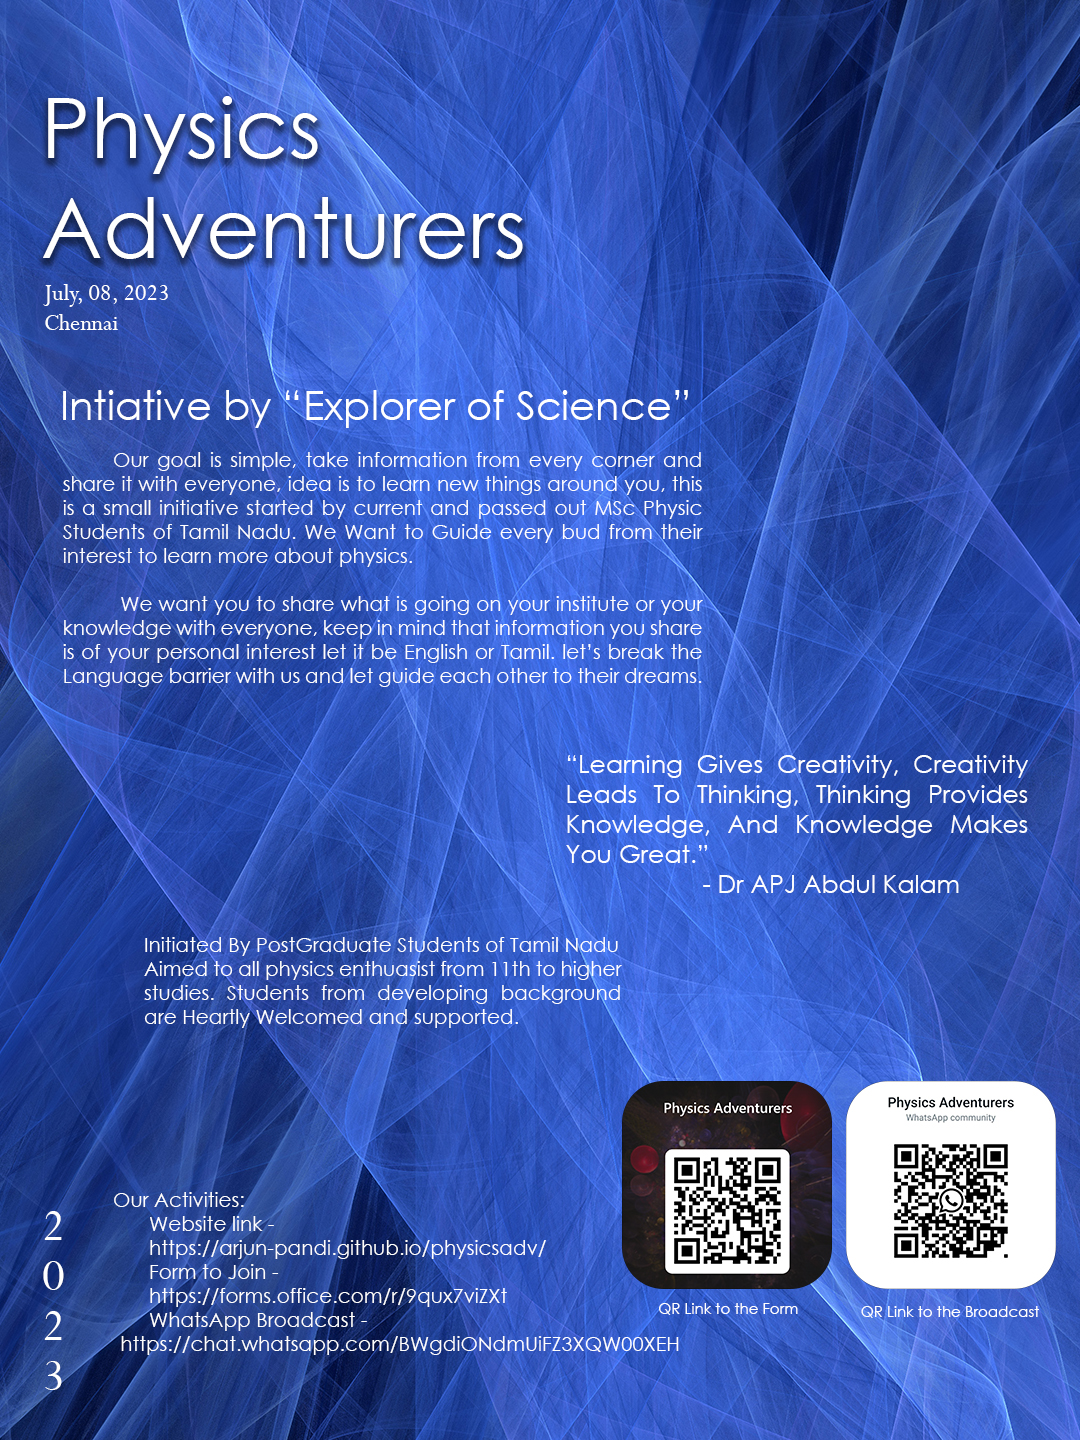 Physics
Adventurers
July, 08, 2023
Chennai
Intiative by “Explorer of Science”
Our goal is simple, take information from every corner and
share it with everyone, idea is to learn new things around you, this
is a small initiative started by current and passed out MSc Physic
Students of Tamil Nadu. We Want to Guide every bud from their
interest to learn more about physics.
We want you to share what is going on your institute or your
knowledge with everyone, keep in mind that information you share
is of your personal interest let it be English or Tamil. let’s break the
Language barrier with us and let guide each other to their dreams.
“Learning Gives Creativity, Creativity
Leads To Thinking, Thinking Provides
Knowledge, And Knowledge Makes
You Great.”
- Dr APJ Abdul Kalam
Initiated By PostGraduate Students of Tamil Nadu
Aimed to all physics enthuasist from 11th to higher
studies. Students from developing background
are Heartly Welcomed and supported.
Physics Adventurers
QR Link to the Form
Physics Adventurers
WhatsApp community
QR Link to the Broadcast
2
0
2
3
Our Activities:
Website link -
https://arjun-pandi.github.io/physicsadv/
Form to Join -
https://forms.office.com/r/9qux7viZXt
WhatsApp Broadcast -
https://chat.whatsapp.com/BWgdiONdmUiFZ3XQW00XEH